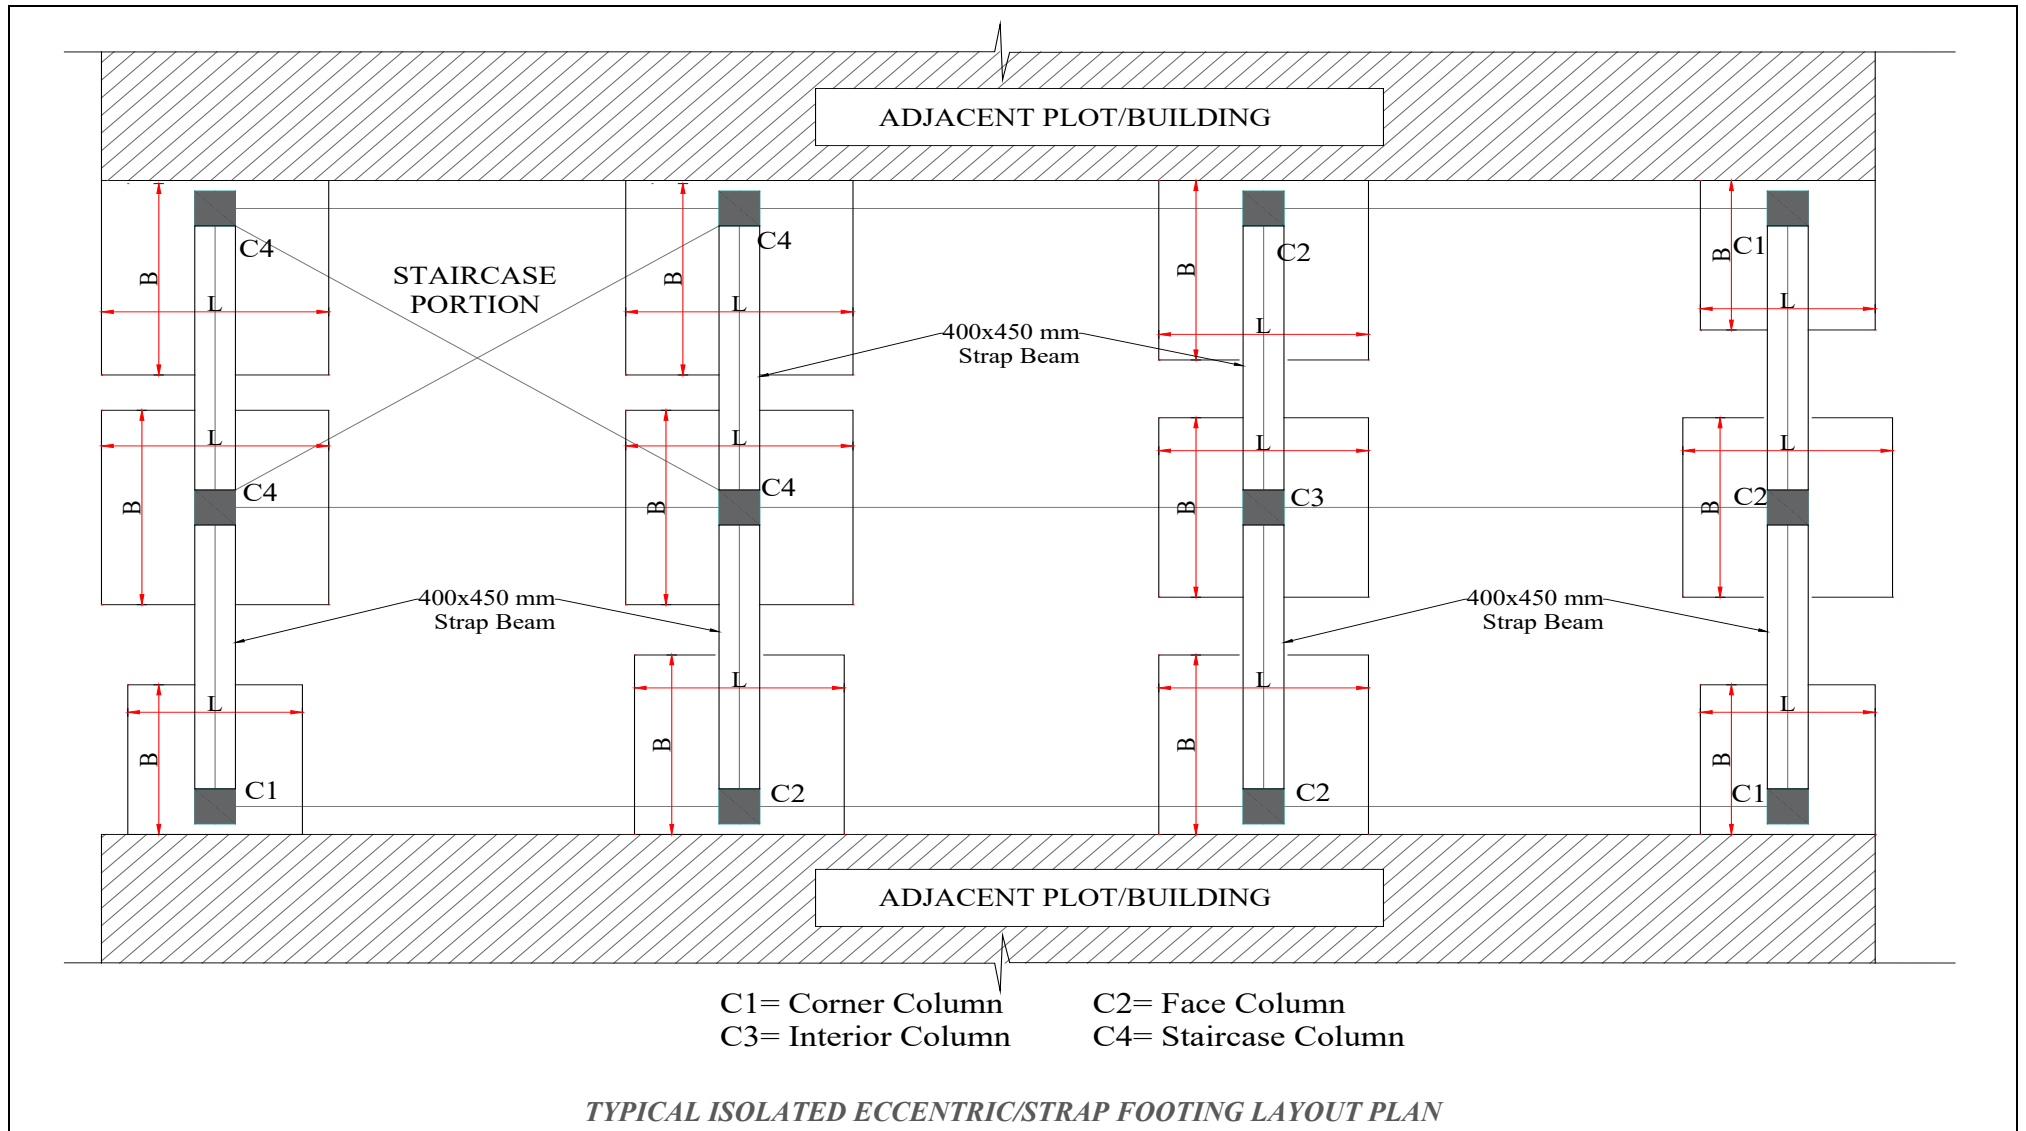 ADJACENT PLOT/BUILDING
C4
C4
C2
C1
B
B
B
B
STAIRCASE
PORTION
L
L
L
L
400x450 mm
Strap Beam
L
L
L
L
C4
C4
C3
C2
B
B
B
B
400x450 mm
Strap Beam
400x450 mm
Strap Beam
L
L
L
L
B
B
B
B
C1
C2
C2
C1
ADJACENT PLOT/BUILDING
C1= Corner Column
C2= Face Column
C3= Interior Column
C4= Staircase Column
TYPICAL ISOLATED ECCENTRIC/STRAP FOOTING LAYOUT PLAN